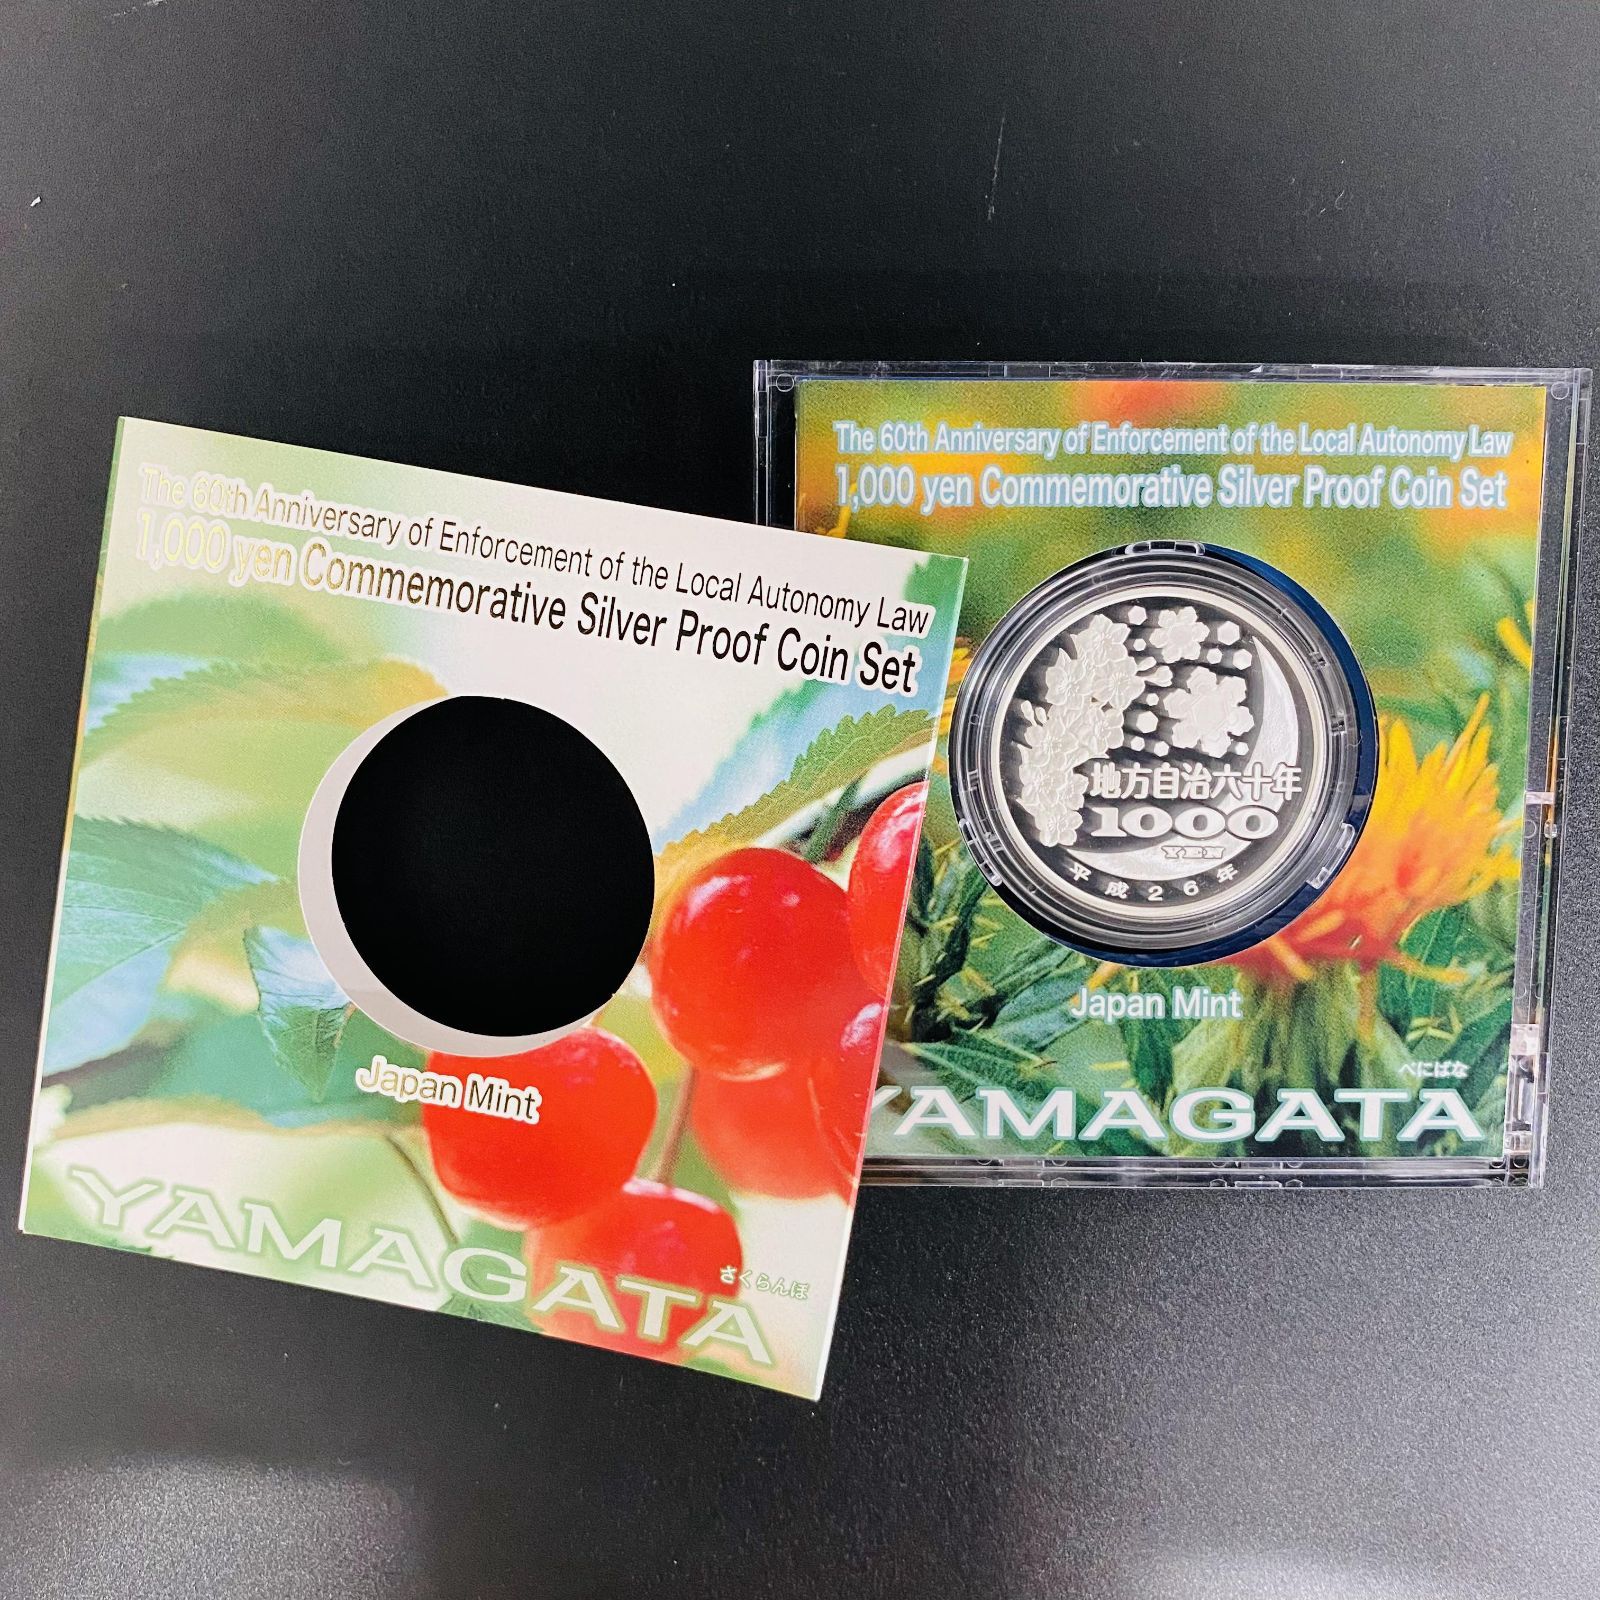 The 60th Anniversary of Enforcement of the Local Autonomy Law
1,000 yen Commemorative Silver Proof Coin Set
Japan Mint
さくらんぼ
YAMAGATA
The 60th Anniversary of Enforcement of the Local Autonomy Law
1,000 yen Commemorative Silver Proof Coin Set
地方自治六十年
1000
YEN
平成26年
Japan Mint
べにばな
YAMAGATA